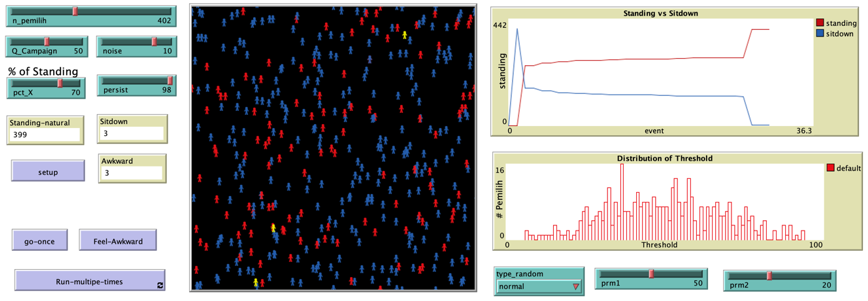 n_pemilih 402
Q_Campaign 50
noise 10
% of Standing
pct_X 70
persist 98
Standing-natural
399
Sitdown
3
Awkward
3
setup
go-once
Feel-Awkward
Run-multipe-times
Standing vs Sitdown
442
standing
0
0
event
36.3
standing
sitdown
Distribution of Threshold
16
# Pemilih
0
0
Threshold
100
default
type_random
normal
prm1 50
prm2 20